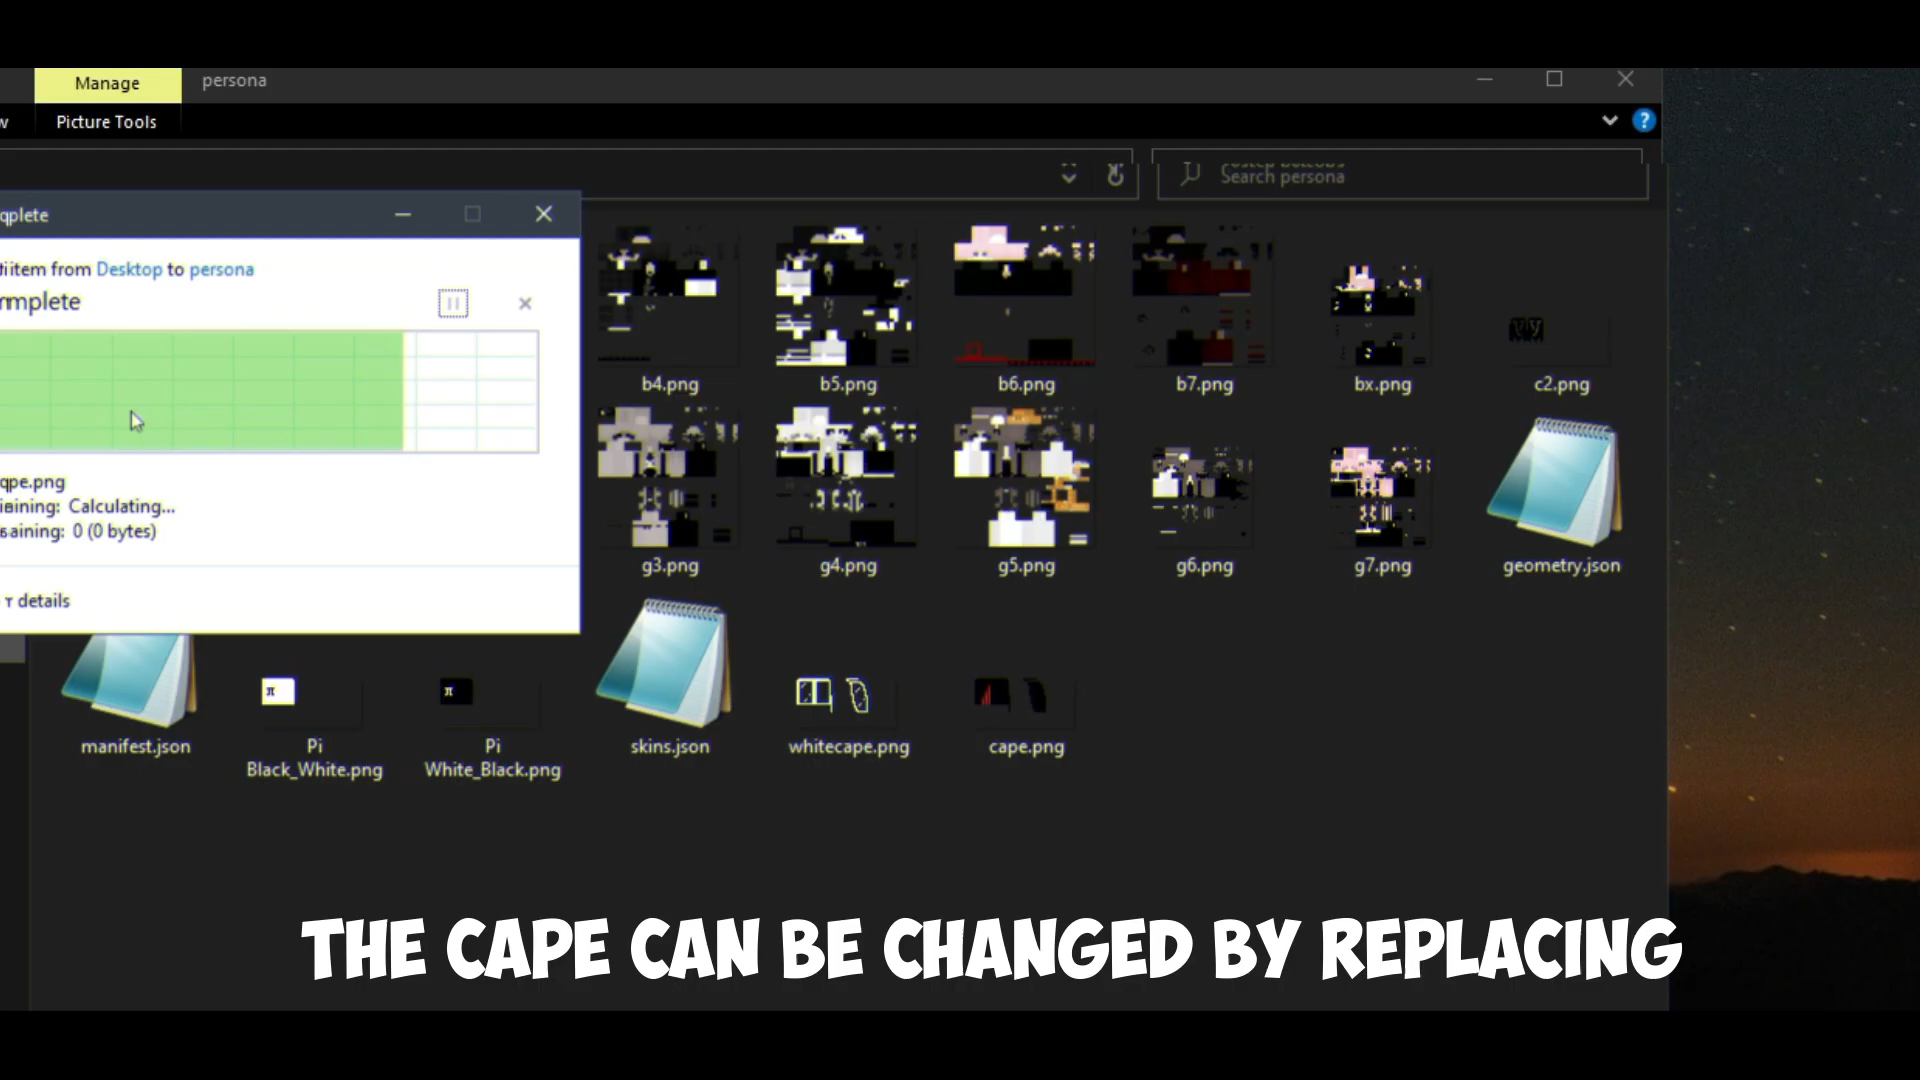 Manage persona
Picture Tools
Search persona
item from Desktop to persona
Calculating...
0 (0 bytes)
details
b4.png b5.png b6.png b7.png bx.png c2.png
g3.png g4.png g5.png g6.png g7.png geometry.json
manifest.json Pi Black_White.png Pi White_Black.png skins.json whitecape.png cape.png
THE CAPE CAN BE CHANGED BY REPLACING